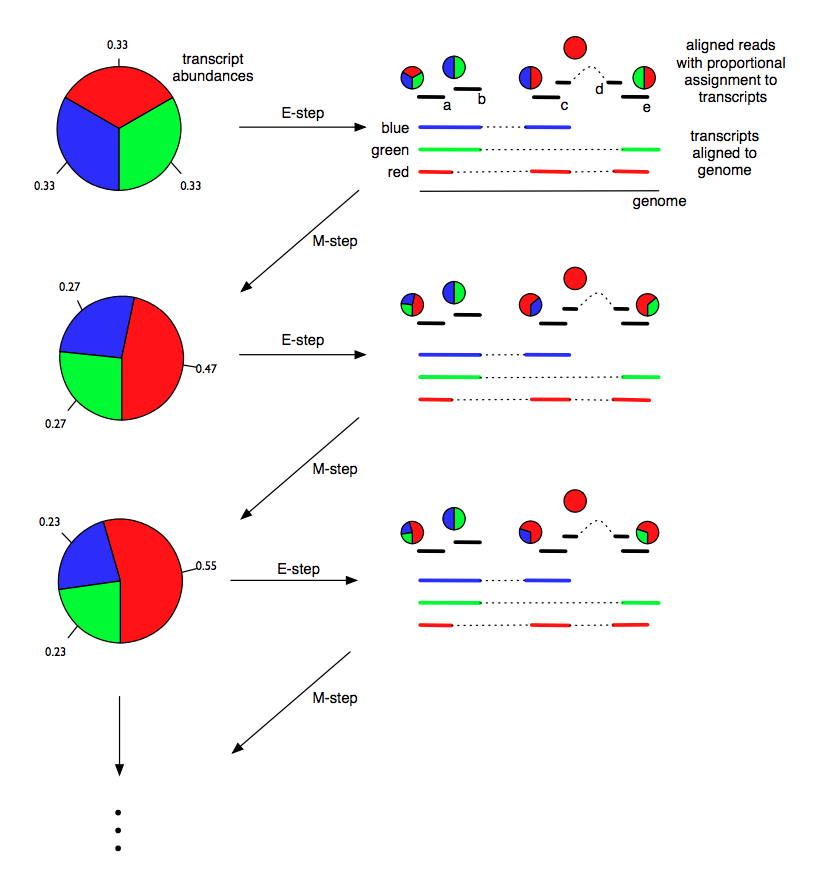 0.33
transcript
abundances
0.33
0.33
E-step
a
b
c
d
e
aligned reads
with proportional
assignment to
transcripts
blue
green
red
transcripts
aligned to
genome
genome
M-step
0.27
0.47
0.27
E-step
M-step
0.23
0.55
0.23
E-step
M-step